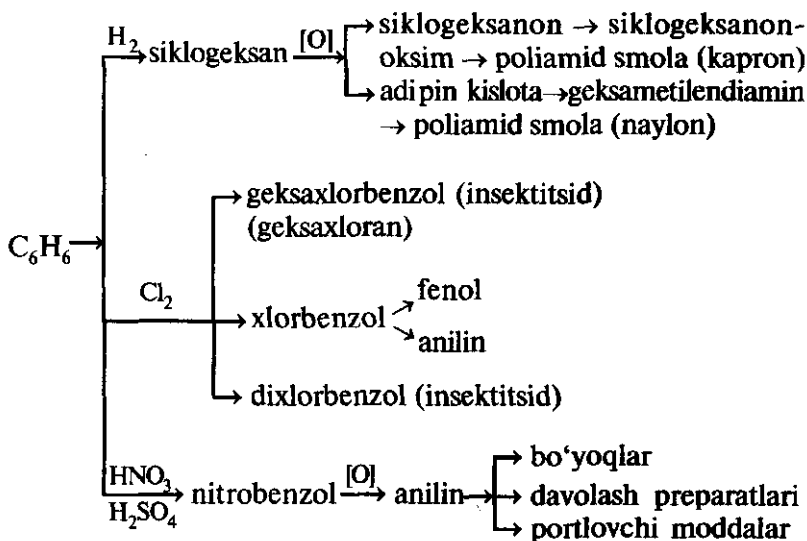 H₂ siklogeksan [O] siklogeksanon → siklogeksanon-
oksim → poliamid smola (kapron)
adipin kislota→geksametilendiamin
→ poliamid smola (naylon)
geksaxlorbenzol (insektitsid)
(geksaxloran)
C₆H₆
Cl₂
xlorbenzol
fenol
anilin
dixlorbenzol (insektitsid)
HNO₃
H₂SO₄
nitrobenzol [O] → anilin
bo‘yoqlar
davolash preparatlari
portlovchi moddalar